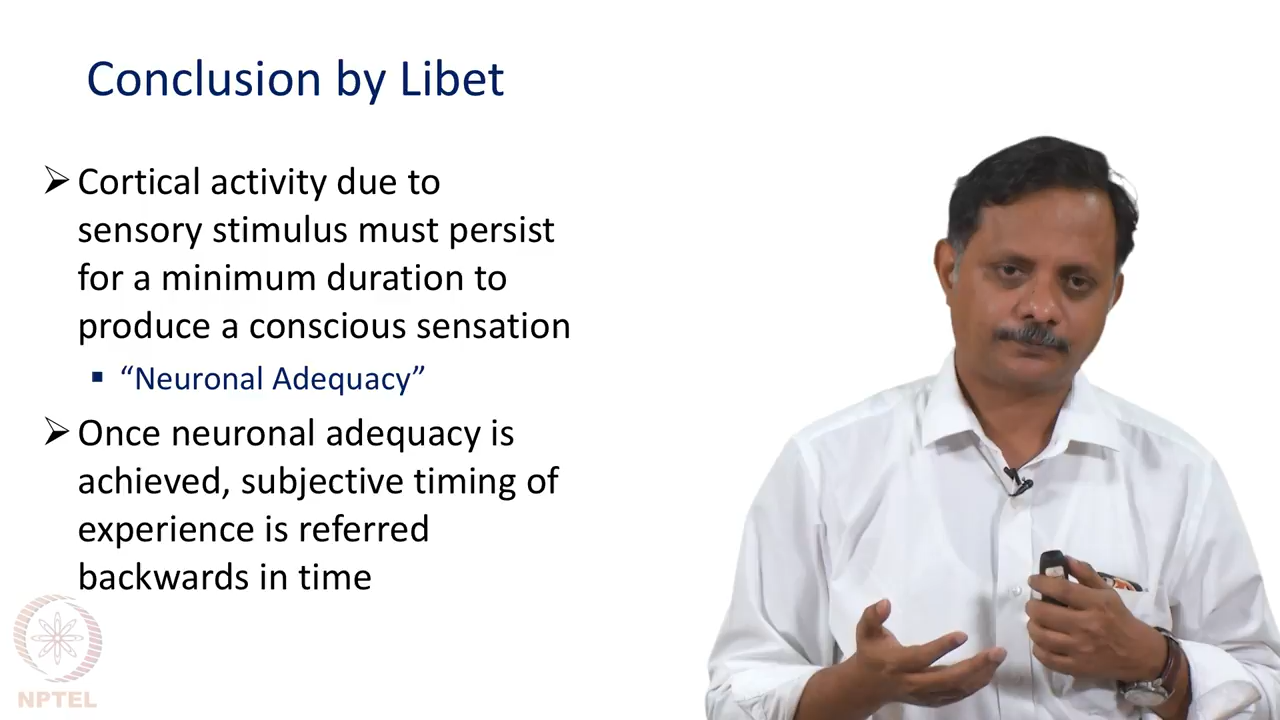 Conclusion by Libet
➢ Cortical activity due to
sensory stimulus must persist
for a minimum duration to
produce a conscious sensation
▪ “Neuronal Adequacy”
➢ Once neuronal adequacy is
achieved, subjective timing of
experience is referred
backwards in time
NPTEL